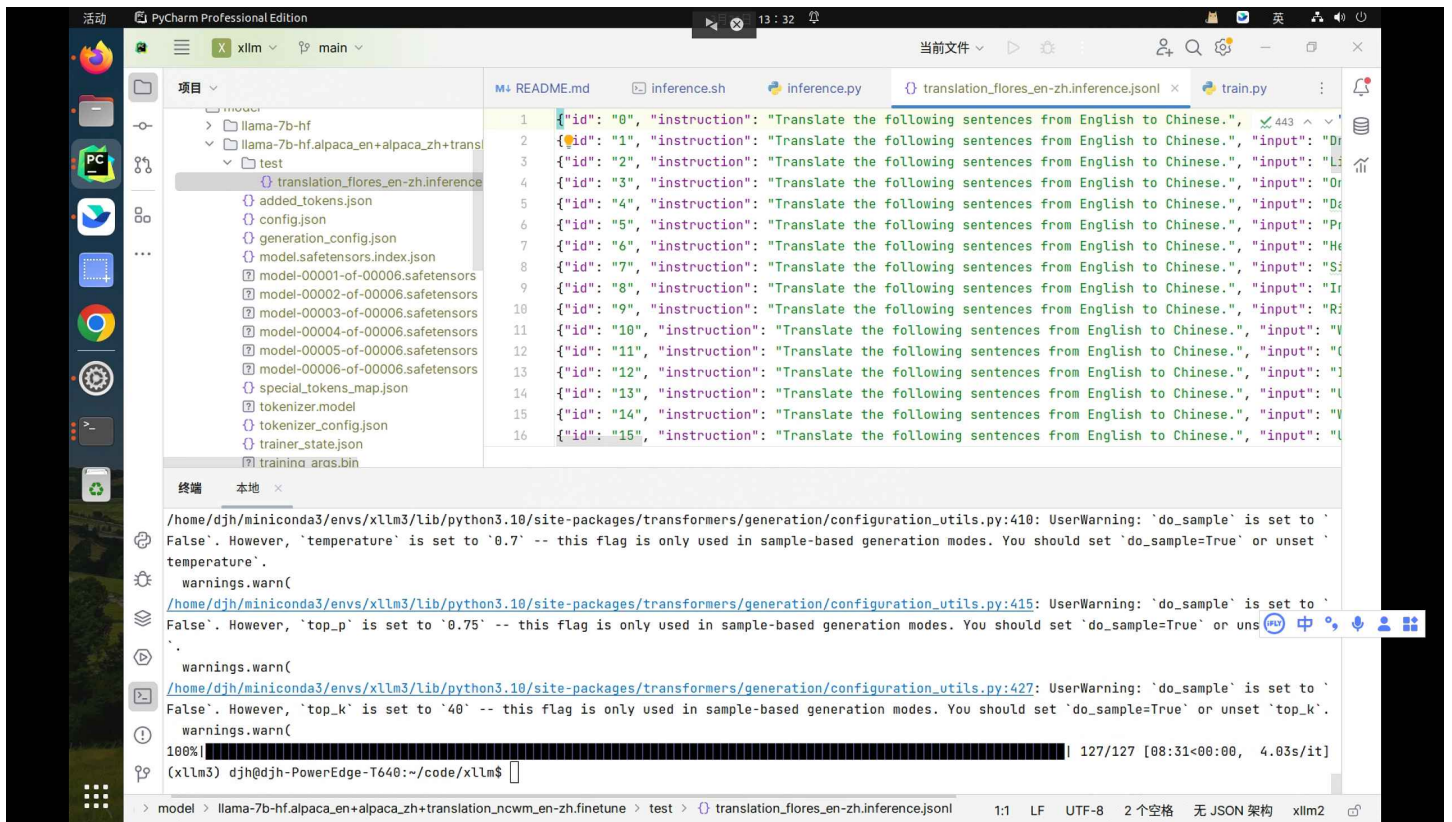 活动
PyCharm Professional Edition
13：32
英
xllm
main
当前文件
项目
README.md
inference.sh
inference.py
translation_flores_en-zh.inference.jsonl
train.py
model
llama-7b-hf
llama-7b-hf.alpaca_en+alpaca_zh+transl
test
translation_flores_en-zh.inference
added_tokens.json
config.json
generation_config.json
model.safetensors.index.json
model-00001-of-00006.safetensors
model-00002-of-00006.safetensors
model-00003-of-00006.safetensors
model-00004-of-00006.safetensors
model-00005-of-00006.safetensors
model-00006-of-00006.safetensors
special_tokens_map.json
tokenizer.model
tokenizer_config.json
trainer_state.json
training_args.bin
443
1 {"id": "0", "instruction": "Translate the following sentences from English to Chinese.",
2 {"id": "1", "instruction": "Translate the following sentences from English to Chinese.", "input": "Dr
3 {"id": "2", "instruction": "Translate the following sentences from English to Chinese.", "input": "Li
4 {"id": "3", "instruction": "Translate the following sentences from English to Chinese.", "input": "On
5 {"id": "4", "instruction": "Translate the following sentences from English to Chinese.", "input": "Da
6 {"id": "5", "instruction": "Translate the following sentences from English to Chinese.", "input": "Pr
7 {"id": "6", "instruction": "Translate the following sentences from English to Chinese.", "input": "He
8 {"id": "7", "instruction": "Translate the following sentences from English to Chinese.", "input": "Si
9 {"id": "8", "instruction": "Translate the following sentences from English to Chinese.", "input": "In
10 {"id": "9", "instruction": "Translate the following sentences from English to Chinese.", "input": "Ri
11 {"id": "10", "instruction": "Translate the following sentences from English to Chinese.", "input": "
12 {"id": "11", "instruction": "Translate the following sentences from English to Chinese.", "input": "
13 {"id": "12", "instruction": "Translate the following sentences from English to Chinese.", "input": "
14 {"id": "13", "instruction": "Translate the following sentences from English to Chinese.", "input": "
15 {"id": "14", "instruction": "Translate the following sentences from English to Chinese.", "input": "
16 {"id": "15", "instruction": "Translate the following sentences from English to Chinese.", "input": "
终端
本地
/home/djh/miniconda3/envs/xllm3/lib/python3.10/site-packages/transformers/generation/configuration_utils.py:410: UserWarning: `do_sample` is set to `
False`. However, `temperature` is set to `0.7` -- this flag is only used in sample-based generation modes. You should set `do_sample=True` or unset `
temperature`.
warnings.warn(
/home/djh/miniconda3/envs/xllm3/lib/python3.10/site-packages/transformers/generation/configuration_utils.py:415: UserWarning: `do_sample` is set to `
False`. However, `top_p` is set to `0.75` -- this flag is only used in sample-based generation modes. You should set `do_sample=True` or uns
`.
warnings.warn(
/home/djh/miniconda3/envs/xllm3/lib/python3.10/site-packages/transformers/generation/configuration_utils.py:427: UserWarning: `do_sample` is set to `
False`. However, `top_k` is set to `40` -- this flag is only used in sample-based generation modes. You should set `do_sample=True` or unset `top_k`.
warnings.warn(
100%| | 127/127 [08:31<00:00, 4.03s/it]
(xllm3) djh@djh-PowerEdge-T640:~/code/xllm$
iFLY 中
model > llama-7b-hf.alpaca_en+alpaca_zh+translation_ncwm_en-zh.finetune > test > {} translation_flores_en-zh.inference.jsonl
1:1 LF UTF-8 2 个空格 无 JSON 架构 xllm2